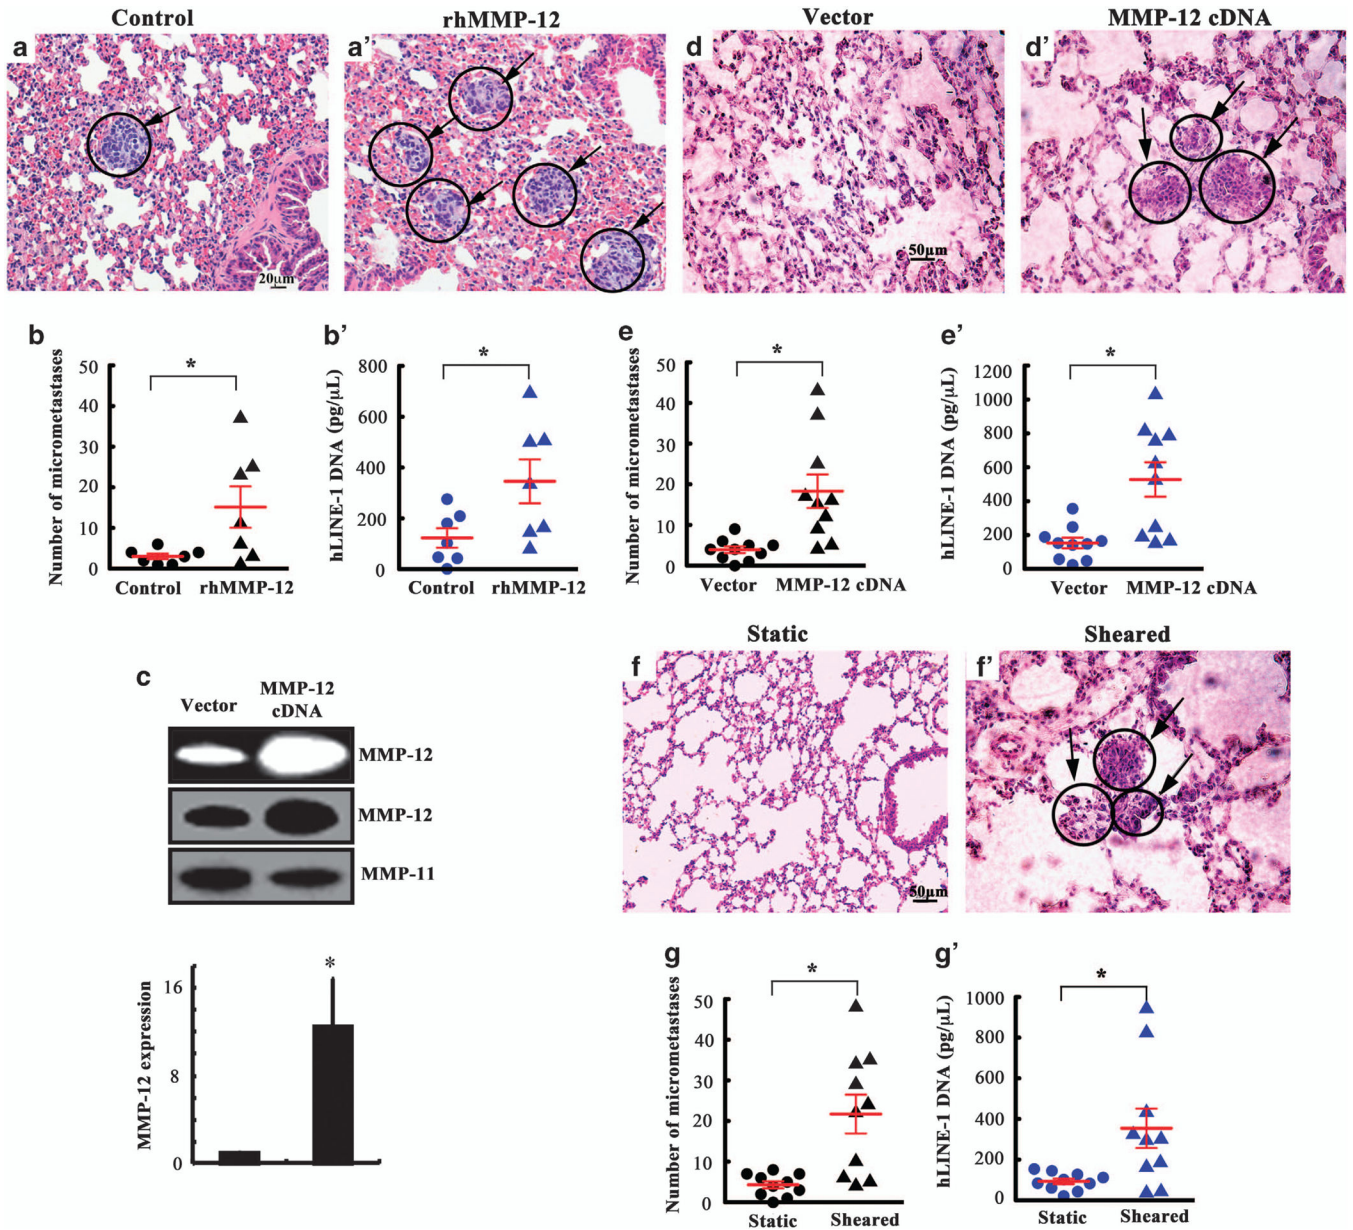 Control
rhMMP-12
Vector
MMP-12 cDNA
a
a'
d
d'
20μm
50μm
b
b'
e
e'
*
*
*
*
Number of micrometastases
50
40
30
20
10
0
Control
rhMMP-12
hLINE-1 DNA (pg/μL)
800
600
400
200
0
Control
rhMMP-12
Number of micrometastases
50
40
30
20
10
0
Vector
MMP-12 cDNA
hLINE-1 DNA (pg/μL)
1200
1000
800
600
400
200
0
Vector
MMP-12 cDNA
c
Vector
MMP-12
cDNA
MMP-12
MMP-12
MMP-11
MMP-12 expression
16
8
0
*
Static
Sheared
f
f'
50μm
g
g'
*
*
Number of micrometastases
50
40
30
20
10
0
Static
Sheared
hLINE-1 DNA (pg/μL)
1000
800
600
400
200
0
Static
Sheared